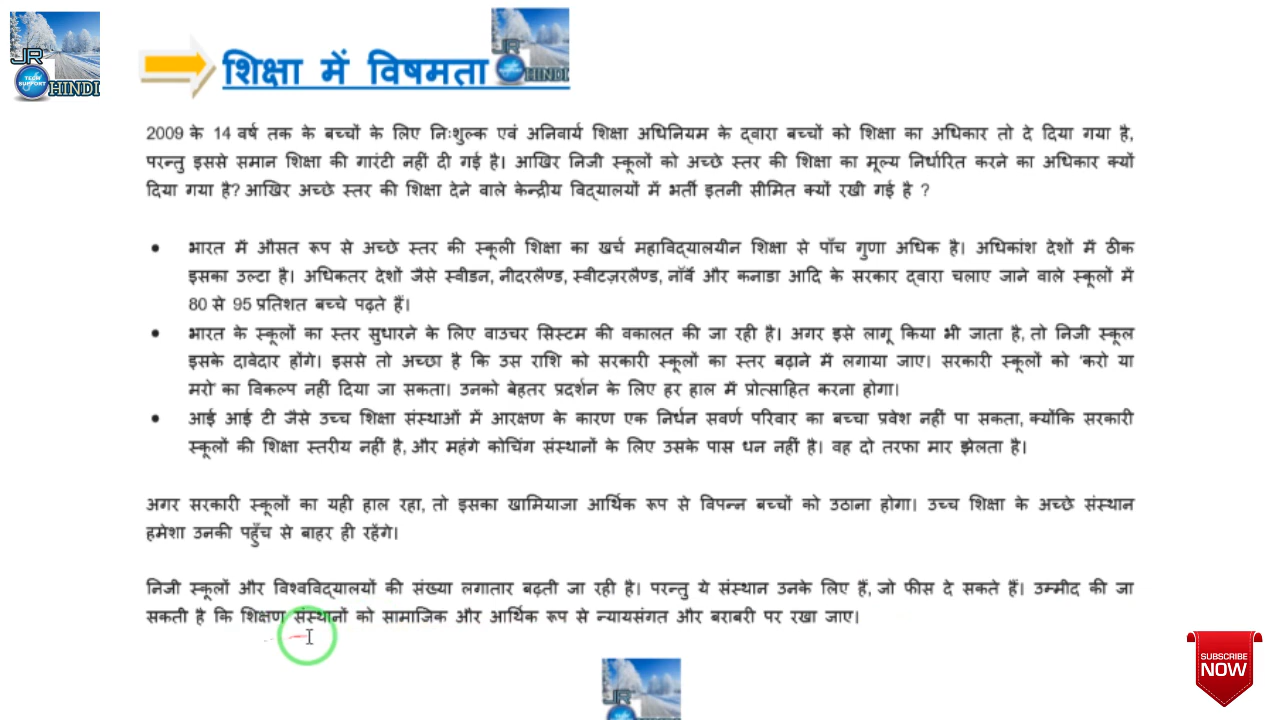 JR
TECH SUPPORT
HINDI
शिक्षा में विषमता
JR
HINDI
2009 के 14 वर्ष तक के बच्चों के लिए निःशुल्क एवं अनिवार्य शिक्षा अधिनियम के द्वारा बच्चों को शिक्षा का अधिकार तो दे दिया गया है,
परन्तु इससे समान शिक्षा की गारंटी नहीं दी गई है। आखिर निजी स्कूलों को अच्छे स्तर की शिक्षा का मूल्य निर्धारित करने का अधिकार क्यों
दिया गया है? आखिर अच्छे स्तर की शिक्षा देने वाले केन्द्रीय विद्यालयों में भर्ती इतनी सीमित क्यों रखी गई है ?
• भारत में औसत रूप से अच्छे स्तर की स्कूली शिक्षा का खर्च महाविद्यालयीन शिक्षा से पाँच गुणा अधिक है। अधिकांश देशों में ठीक
इसका उल्टा है। अधिकतर देशों जैसे स्वीडन, नीदरलैण्ड, स्वीटज़रलैण्ड, नॉर्वे और कनाडा आदि के सरकार द्वारा चलाए जाने वाले स्कूलों में
80 से 95 प्रतिशत बच्चे पढ़ते हैं।
• भारत के स्कूलों का स्तर सुधारने के लिए वाउचर सिस्टम की वकालत की जा रही है। अगर इसे लागू किया भी जाता है, तो निजी स्कूल
इसके दावेदार होंगे। इससे तो अच्छा है कि उस राशि को सरकारी स्कूलों का स्तर बढ़ाने में लगाया जाए। सरकारी स्कूलों को 'करो या
मरो' का विकल्प नहीं दिया जा सकता। उनको बेहतर प्रदर्शन के लिए हर हाल में प्रोत्साहित करना होगा।
• आई आई टी जैसे उच्च शिक्षा संस्थाओं में आरक्षण के कारण एक निर्धन सवर्ण परिवार का बच्चा प्रवेश नहीं पा सकता, क्योंकि सरकारी
स्कूलों की शिक्षा स्तरीय नहीं है, और महंगे कोचिंग संस्थानों के लिए उसके पास धन नहीं है। वह दो तरफा मार झेलता है।
अगर सरकारी स्कूलों का यही हाल रहा, तो इसका खामियाजा आर्थिक रूप से विपन्न बच्चों को उठाना होगा। उच्च शिक्षा के अच्छे संस्थान
हमेशा उनकी पहुँच से बाहर ही रहेंगे।
निजी स्कूलों और विश्वविद्यालयों की संख्या लगातार बढ़ती जा रही है। परन्तु ये संस्थान उनके लिए हैं, जो फीस दे सकते हैं। उम्मीद की जा
सकती है कि शिक्षण संस्थानों को सामाजिक और आर्थिक रूप से न्यायसंगत और बराबरी पर रखा जाए।
SUBSCRIBE
NOW
JR
HINDI